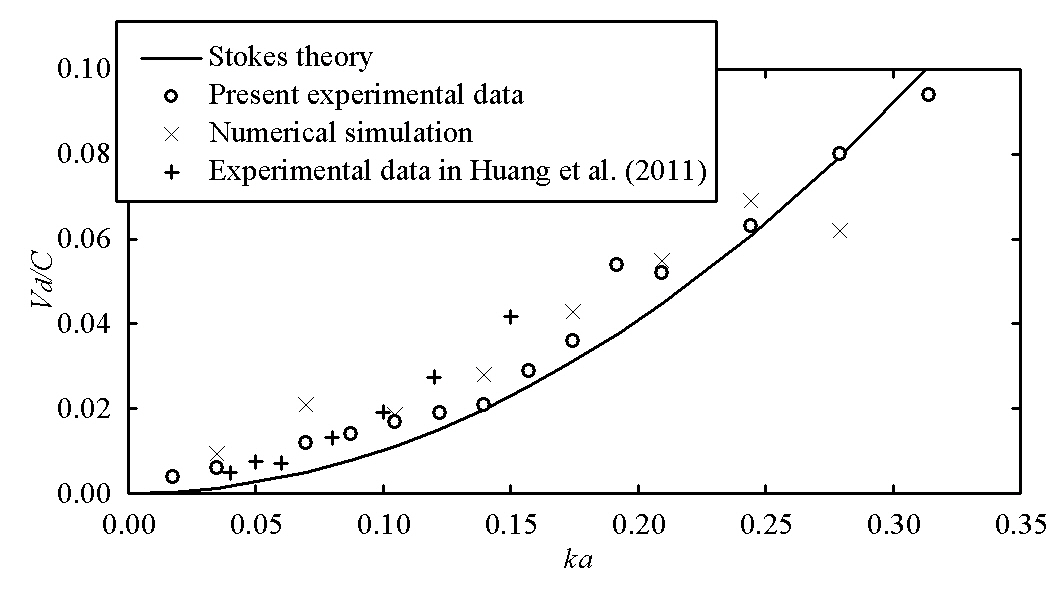 Stokes theory
Present experimental data
Numerical simulation
Experimental data in Huang et al. (2011)
0.10
0.08
0.06
0.04
0.02
0.00
Vd/C
0.00 0.05 0.10 0.15 0.20 0.25 0.30 0.35
ka